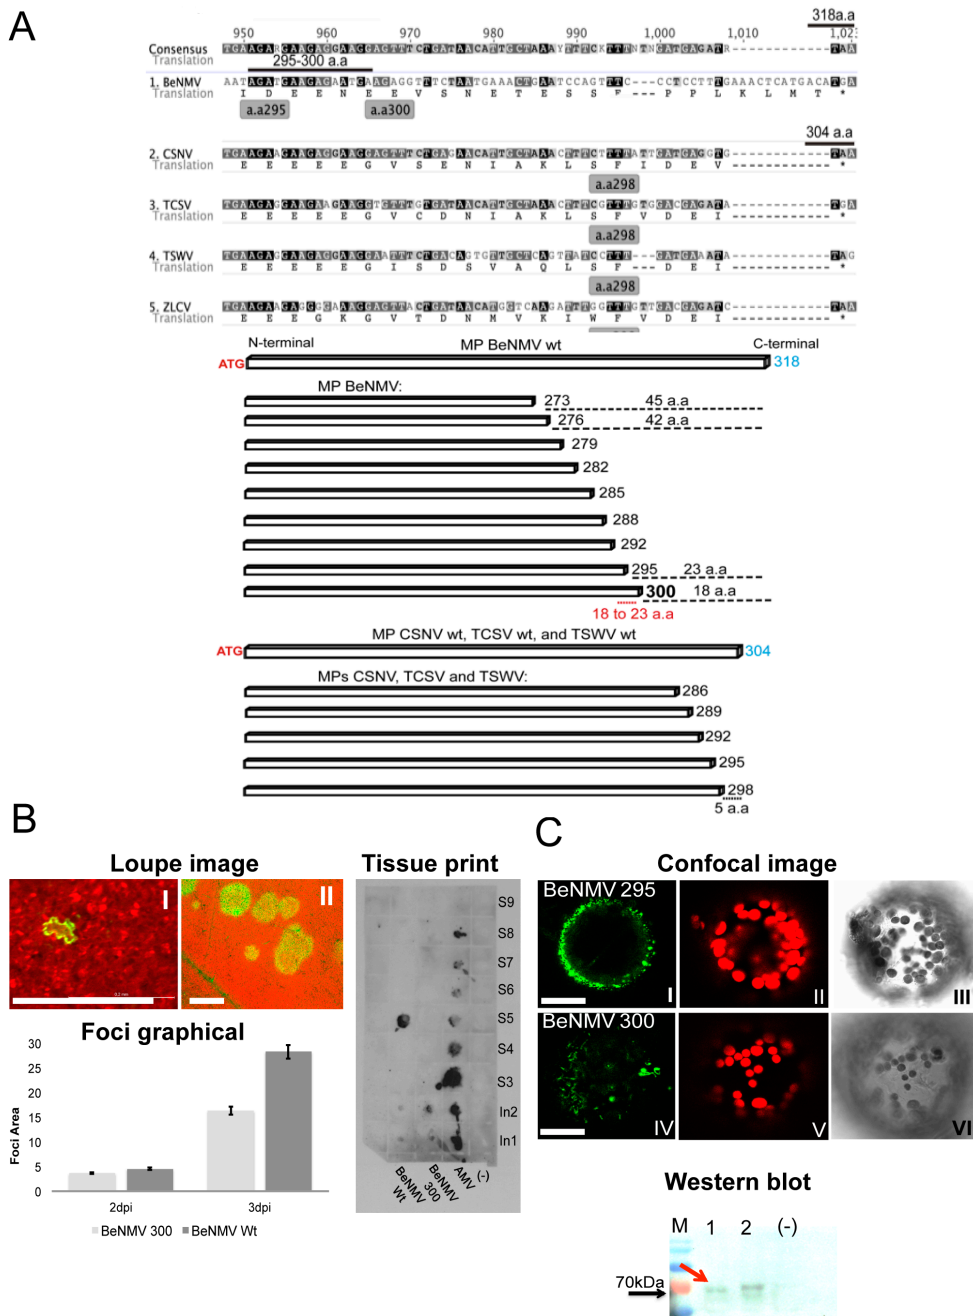 A
318a.a
950 960 970 980 990 1,000 1,010 1,02
Consensus
Translation
295-300 a.a
1. BeNMV AATAGATGAAGAGAATGAAGAGGTTTCTAATGAAACTGAATCCAGTTTC---CCTCCTTTGAAACTCATGACATGA
Translation I D E E N E E V S N E T E S S F --- P P L K L M T *
a.a295 a.a300
304 a.a
2. CSNV
Translation E E E E G V S E N I A K L S F I D E V *
a.a298
3. TCSV
Translation E E E E G V C D N I A K L S F V D E I *
a.a298
4. TSWV
Translation E E E E G I S D S V A Q L S F --- D E I *
a.a298
5. ZLCV
Translation E E E G K G V T D N M V K I W F V D E I *
N-terminal MP BeNMV wt C-terminal
ATG 318
MP BeNMV:
273 45 a.a
276 42 a.a
279
282
285
288
292
295 23 a.a
300 18 a.a
18 to 23 a.a
MP CSNV wt, TCSV wt, and TSWV wt
ATG 304
MPs CSNV, TCSV and TSWV:
286
289
292
295
298
5 a.a
B
Loupe image
I II
Foci graphical
30
25
20
15
10
5
0
Foci Area
2dpi 3dpi
BeNMV 300 BeNMV Wt
Tissue print
S9
S8
S7
S6
S5
S4
S3
In2
In1
BeNMV Wt
BeNMV 300
AMV
(-)
C
Confocal image
BeNMV 295
I II III
BeNMV 300
IV V VI
Western blot
M 1 2 (-)
70kDa